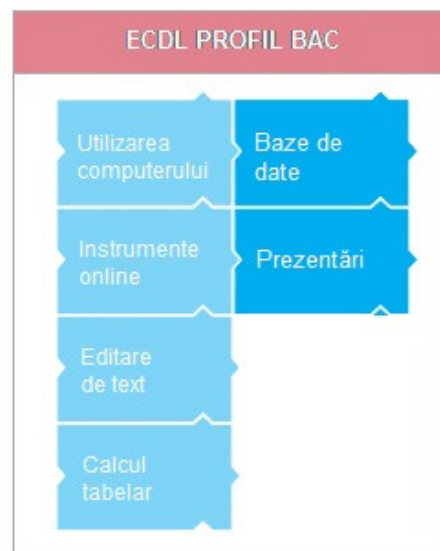 ECDL PROFIL BAC
Utilizarea
computerului
Baze de
date
Instrumente
online
Prezentări
Editare
de text
Calcul
tabelar